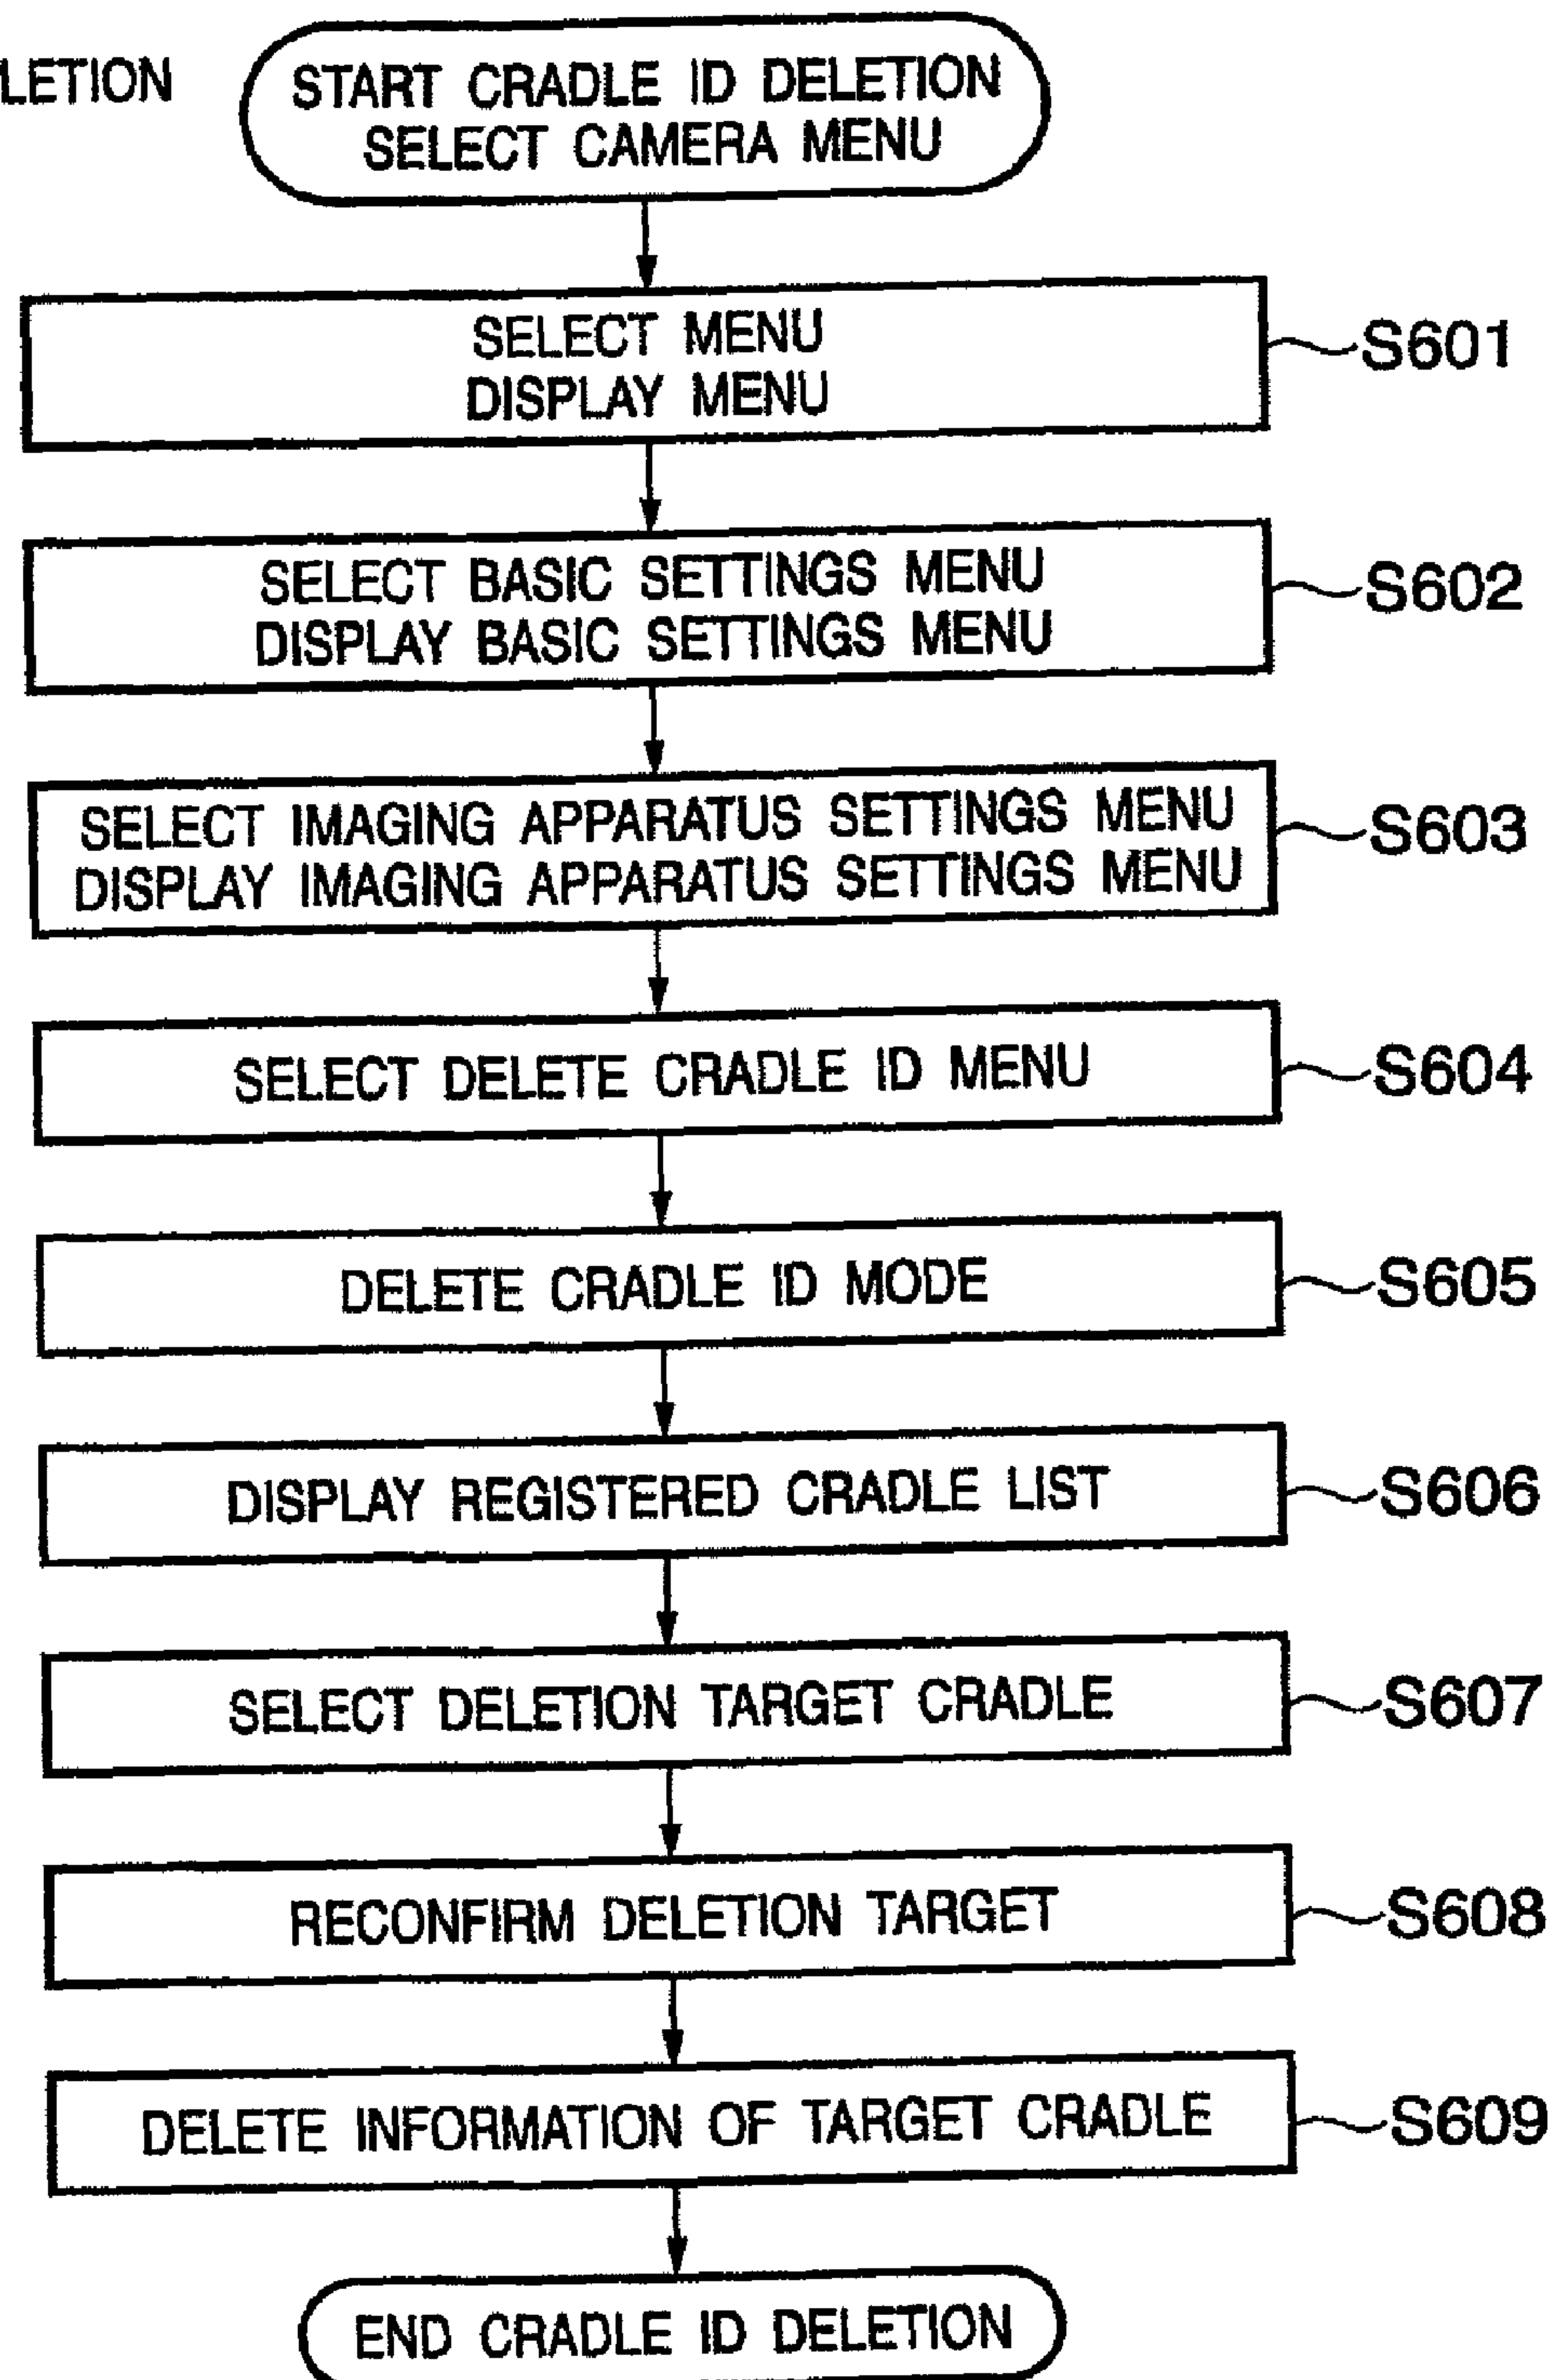 LETION
START CRADLE ID DELETION
SELECT CAMERA MENU
SELECT MENU
DISPLAY MENU
S601
SELECT BASIC SETTINGS MENU
DISPLAY BASIC SETTINGS MENU
S602
SELECT IMAGING APPARATUS SETTINGS MENU
DISPLAY IMAGING APPARATUS SETTINGS MENU
S603
SELECT DELETE CRADLE ID MENU
S604
DELETE CRADLE ID MODE
S605
DISPLAY REGISTERED CRADLE LIST
S606
SELECT DELETION TARGET CRADLE
S607
RECONFIRM DELETION TARGET
S608
DELETE INFORMATION OF TARGET CRADLE
S609
END CRADLE ID DELETION